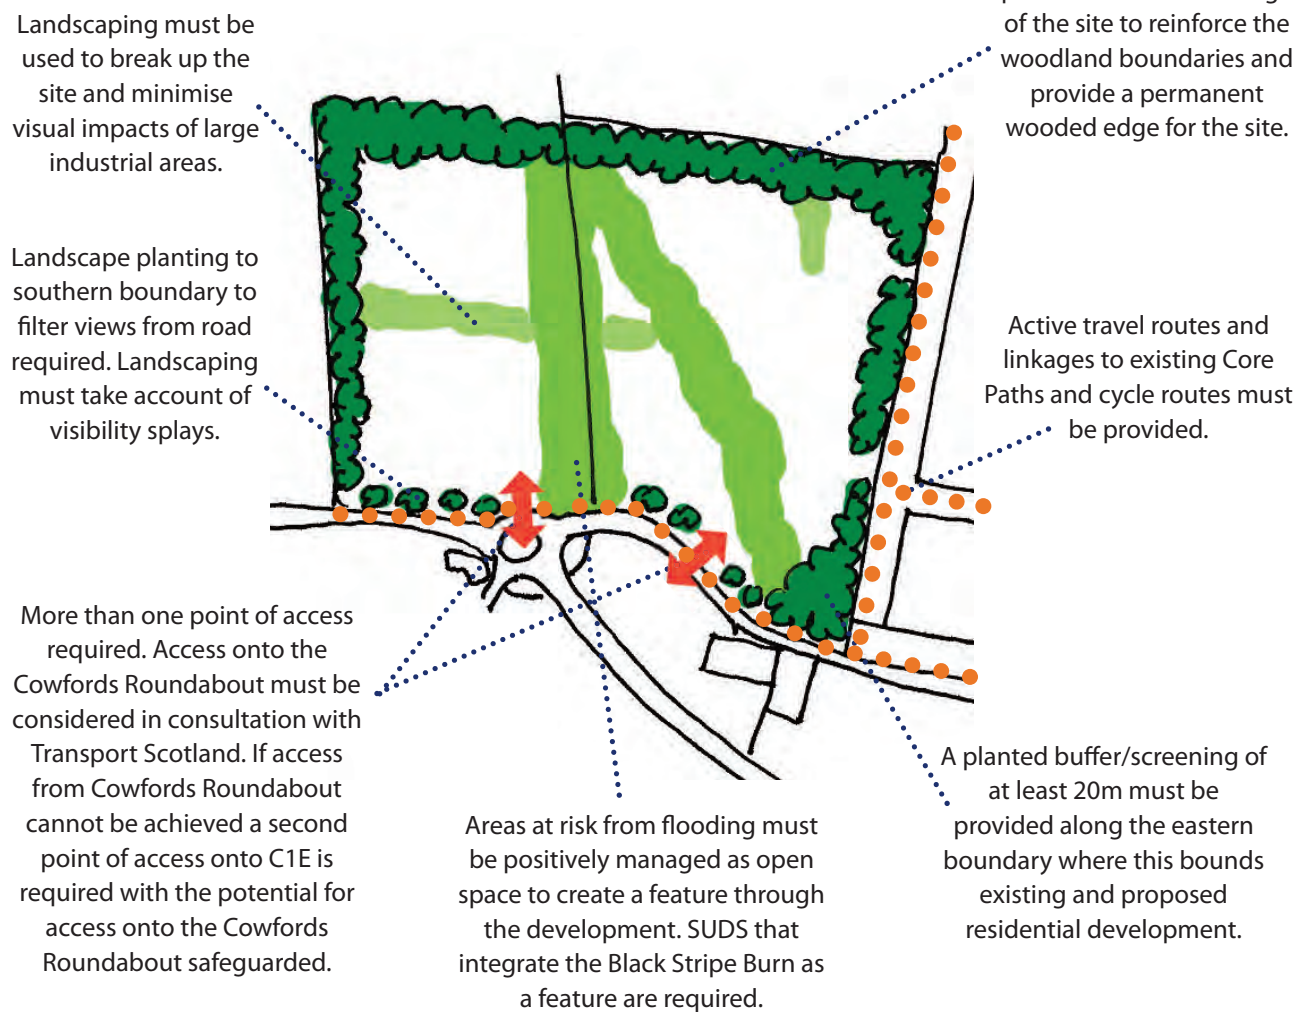 Landscaping must be
used to break up the
site and minimise
visual impacts of large
industrial areas.
of the site to reinforce the
woodland boundaries and
provide a permanent
wooded edge for the site.
Landscape planting to
southern boundary to
filter views from road
required. Landscaping
must take account of
visibility splays.
Active travel routes and
linkages to existing Core
Paths and cycle routes must
be provided.
More than one point of access
required. Access onto the
Cowfords Roundabout must be
considered in consultation with
Transport Scotland. If access
from Cowfords Roundabout
cannot be achieved a second
point of access onto C1E is
required with the potential for
access onto the Cowfords
Roundabout safeguarded.
Areas at risk from flooding must
be positively managed as open
space to create a feature through
the development. SUDS that
integrate the Black Stripe Burn as
a feature are required.
A planted buffer/screening of
at least 20m must be
provided along the eastern
boundary where this bounds
existing and proposed
residential development.